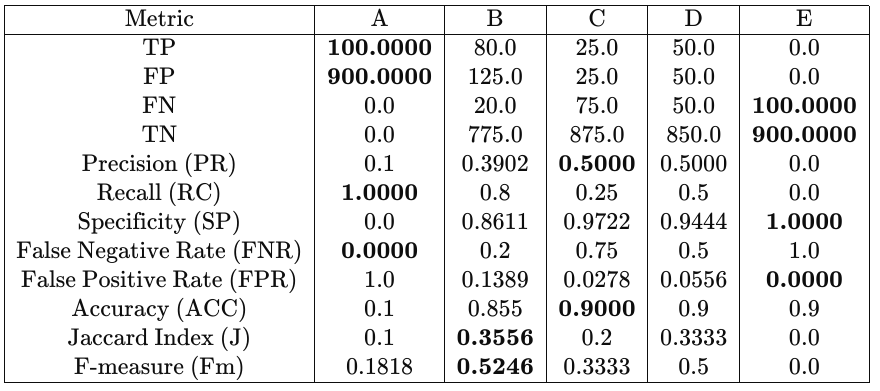 Metric A B C D E
TP 100.0000 80.0 25.0 50.0 0.0
FP 900.0000 125.0 25.0 50.0 0.0
FN 0.0 20.0 75.0 50.0 100.0000
TN 0.0 775.0 875.0 850.0 900.0000
Precision (PR) 0.1 0.3902 0.5000 0.5000 0.0
Recall (RC) 1.0000 0.8 0.25 0.5 0.0
Specificity (SP) 0.0 0.8611 0.9722 0.9444 1.0000
False Negative Rate (FNR) 0.0000 0.2 0.75 0.5 1.0
False Positive Rate (FPR) 1.0 0.1389 0.0278 0.0556 0.0000
Accuracy (ACC) 0.1 0.855 0.9000 0.9 0.9
Jaccard Index (J) 0.1 0.3556 0.2 0.3333 0.0
F-measure (Fm) 0.1818 0.5246 0.3333 0.5 0.0